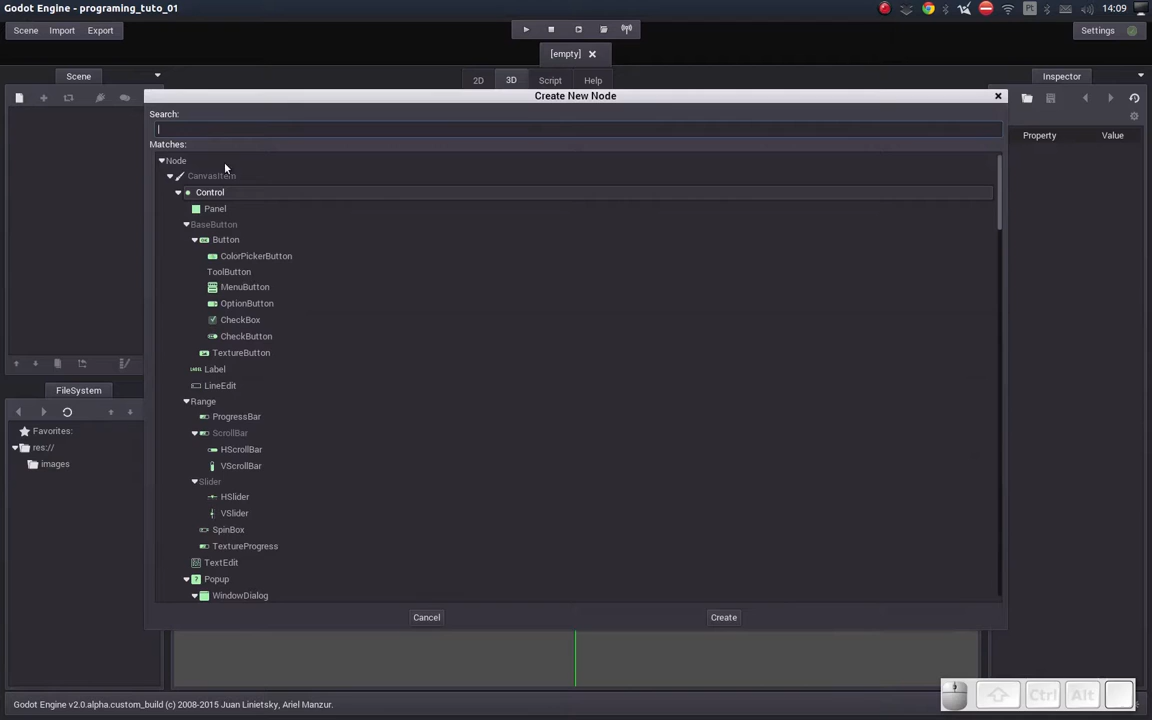 Godot Engine - programing_tuto_01
Pt
14:09
Scene Import Export
Settings
[empty]
Scene
2D 3D Script Help
Inspector
Create New Node
Search:
Matches:
Property Value
Node
CanvasItem
Control
Panel
BaseButton
Button
ColorPickerButton
ToolButton
MenuButton
OptionButton
CheckBox
CheckButton
TextureButton
Label
LineEdit
Range
ProgressBar
ScrollBar
HScrollBar
VScrollBar
Slider
HSlider
VSlider
SpinBox
TextureProgress
TextEdit
Popup
WindowDialog
FileSystem
Favorites:
res://
images
Cancel Create
Godot Engine v2.0.alpha.custom_build (c) 2008-2015 Juan Linietsky, Ariel Manzur.
Ctrl Alt